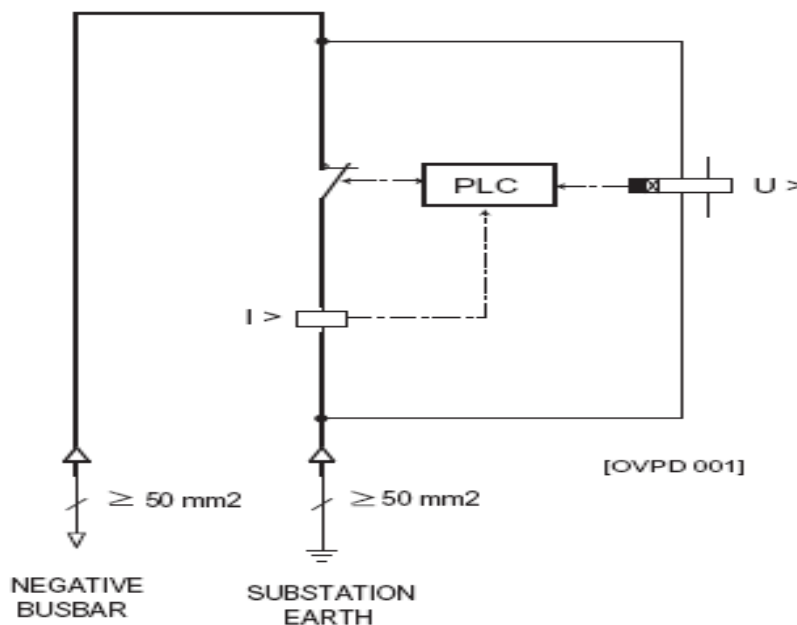 PLC
U >
I >
[OVPD 001]
≥ 50 mm2
≥ 50 mm2
NEGATIVE
BUSBAR
SUBSTATION
EARTH